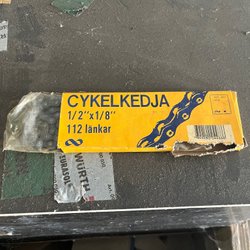 CYKELKEDJA
1/2"x1/8"
112 länkar
WÜRTH